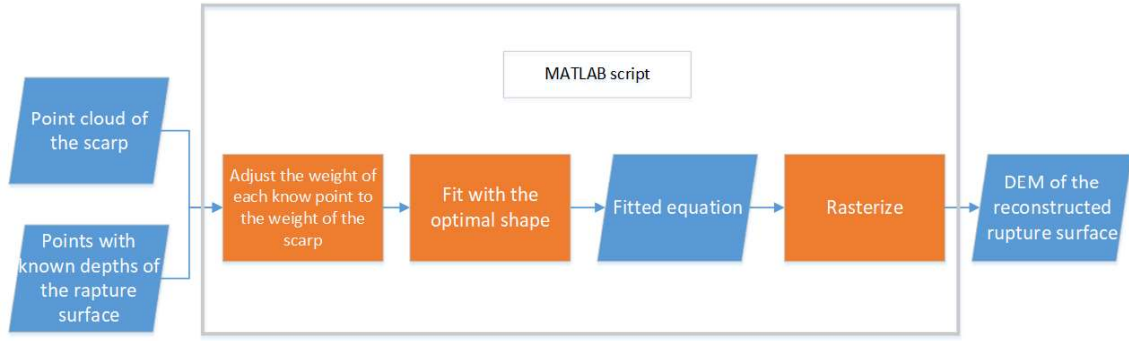 MATLAB script
Point cloud of
the scarp
Points with
known depths of
the rapture
surface
Adjust the weight of
each know point to
the weight of the
scarp
Fit with the
optimal shape
Fitted equation
Rasterize
DEM of the
reconstructed
rupture surface